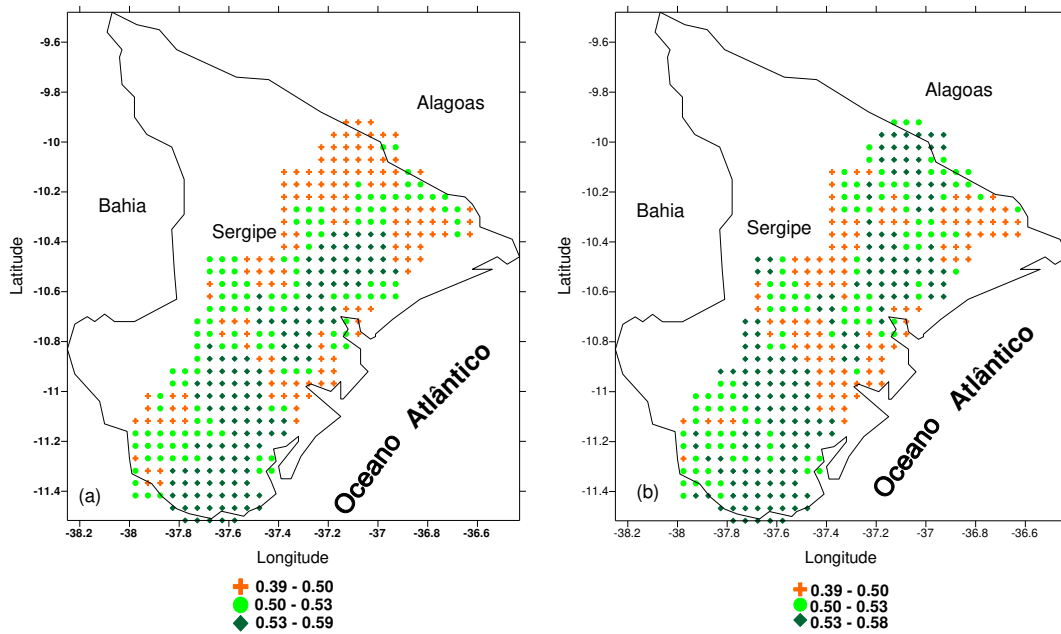 -9.6
-9.8
-10
-10.2
-10.4
-10.6
-10.8
-11
-11.2
-11.4
Latitude
Alagoas
Bahia
Sergipe
Oceano Atlântico
(a)
-38.2 -38 -37.8 -37.6 -37.4 -37.2 -37 -36.8 -36.6
Longitude
0.39 - 0.50
0.50 - 0.53
0.53 - 0.59
-9.6
-9.8
-10
-10.2
-10.4
-10.6
-10.8
-11
-11.2
-11.4
Latitude
Alagoas
Bahia
Sergipe
Oceano Atlântico
(b)
-38.2 -38 -37.8 -37.6 -37.4 -37.2 -37 -36.8 -36.6
Longitude
0.39 - 0.50
0.50 - 0.53
0.53 - 0.58